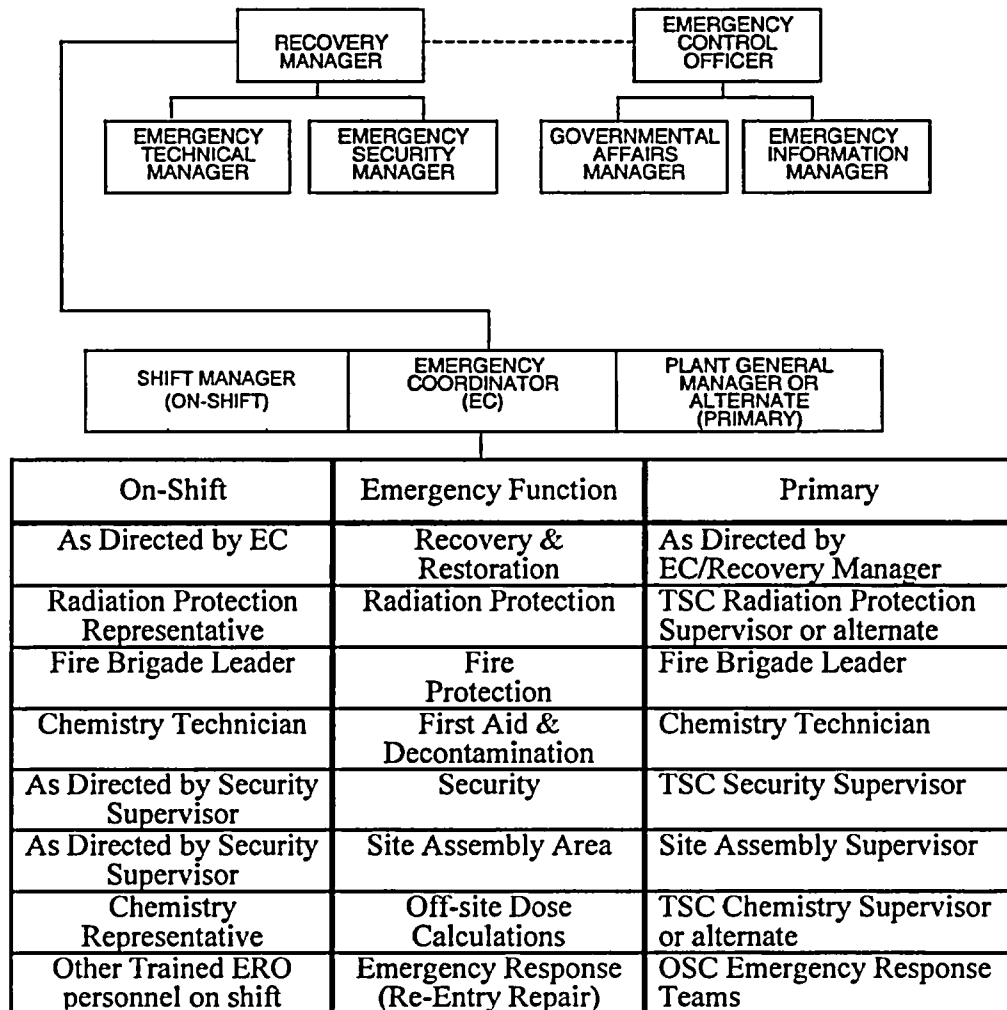 RECOVERY
MANAGER
EMERGENCY
CONTROL
OFFICER
EMERGENCY
TECHNICAL
MANAGER
EMERGENCY
SECURITY
MANAGER
GOVERNMENTAL
AFFAIRS
MANAGER
EMERGENCY
INFORMATION
MANAGER
SHIFT MANAGER
(ON-SHIFT)
EMERGENCY
COORDINATOR
(EC)
PLANT GENERAL
MANAGER OR
ALTERNATE
(PRIMARY)
On-Shift
Emergency Function
Primary
As Directed by EC
Recovery &
Restoration
As Directed by
EC/Recovery Manager
Radiation Protection
Representative
Radiation Protection
TSC Radiation Protection
Supervisor or alternate
Fire Brigade Leader
Fire
Protection
Fire Brigade Leader
Chemistry Technician
First Aid &
Decontamination
Chemistry Technician
As Directed by Security
Supervisor
Security
TSC Security Supervisor
As Directed by Security
Supervisor
Site Assembly Area
Site Assembly Supervisor
Chemistry
Representative
Off-site Dose
Calculations
TSC Chemistry Supervisor
or alternate
Other Trained ERO
personnel on shift
Emergency Response
(Re-Entry Repair)
OSC Emergency Response
Teams